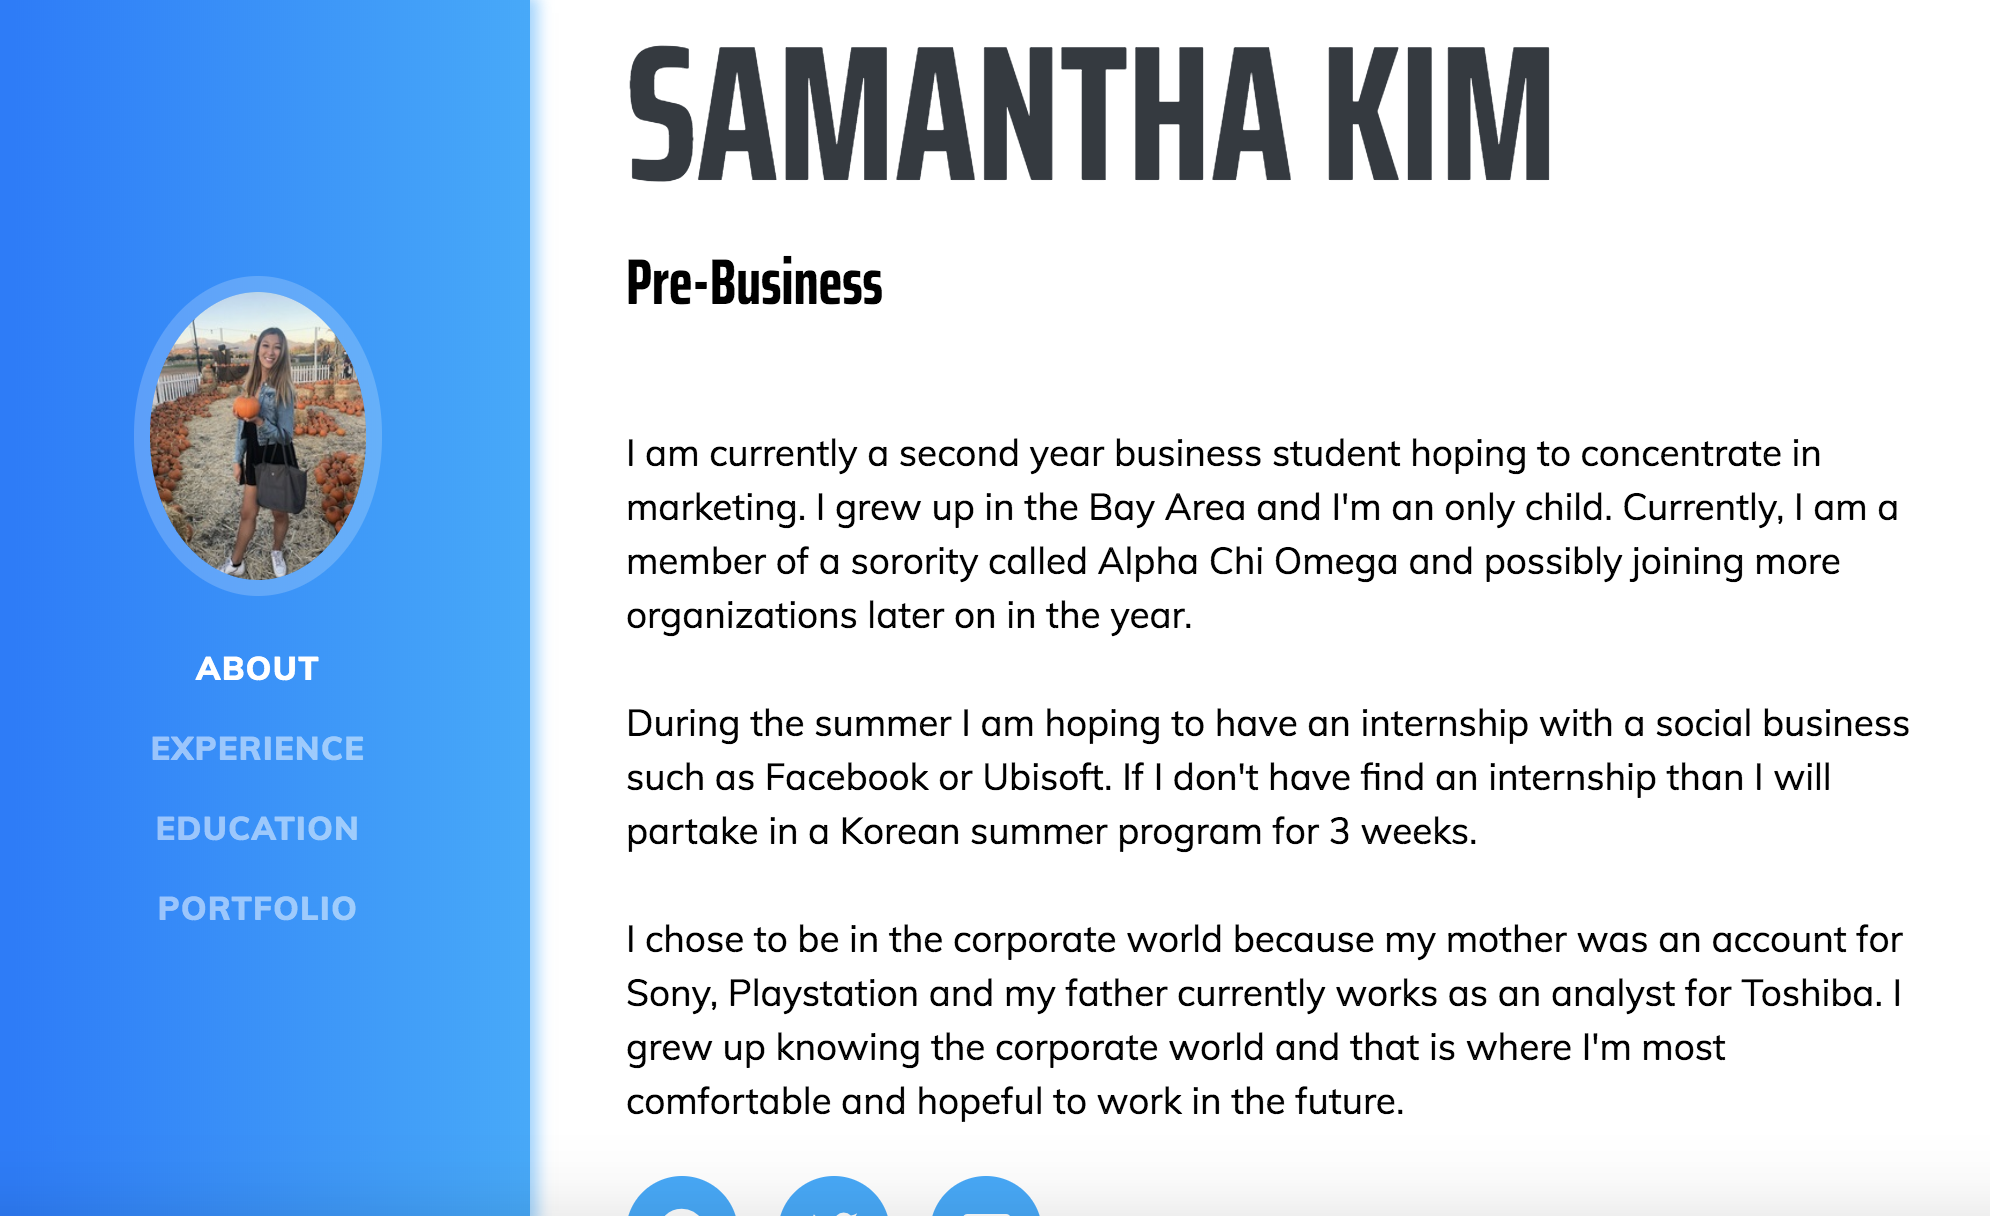 SAMANTHA KIM
Pre-Business
I am currently a second year business student hoping to concentrate in
marketing. I grew up in the Bay Area and I'm an only child. Currently, I am a
member of a sorority called Alpha Chi Omega and possibly joining more
organizations later on in the year.
During the summer I am hoping to have an internship with a social business
such as Facebook or Ubisoft. If I don't have find an internship than I will
partake in a Korean summer program for 3 weeks.
I chose to be in the corporate world because my mother was an account for
Sony, Playstation and my father currently works as an analyst for Toshiba. I
grew up knowing the corporate world and that is where I'm most
comfortable and hopeful to work in the future.
ABOUT
EXPERIENCE
EDUCATION
PORTFOLIO